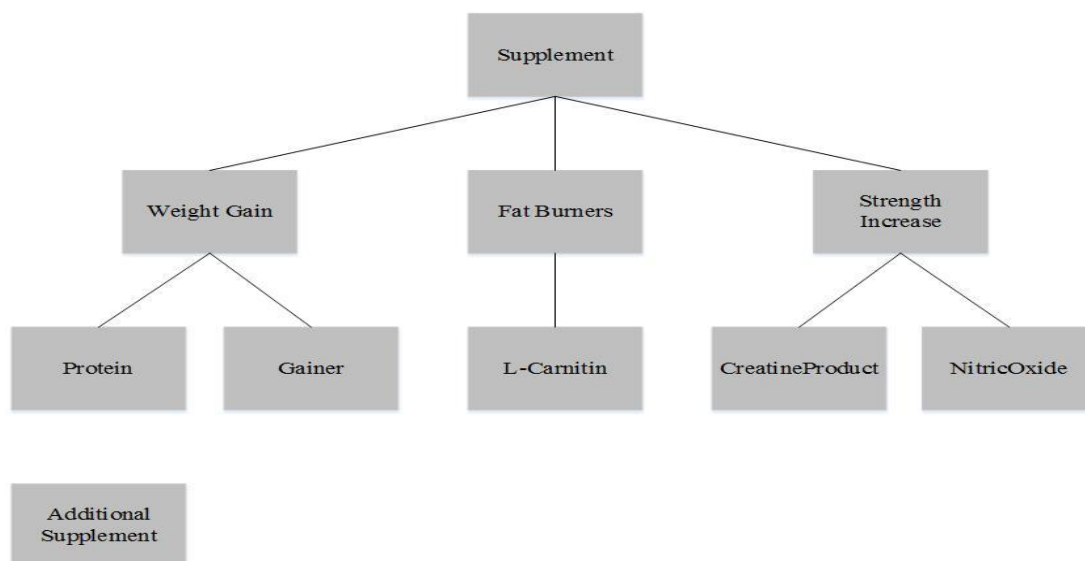 Supplement
Weight Gain
Fat Burners
Strength
Increase
Protein
Gainer
L-Carnitin
CreatineProduct
NitricOxide
Additional
Supplement